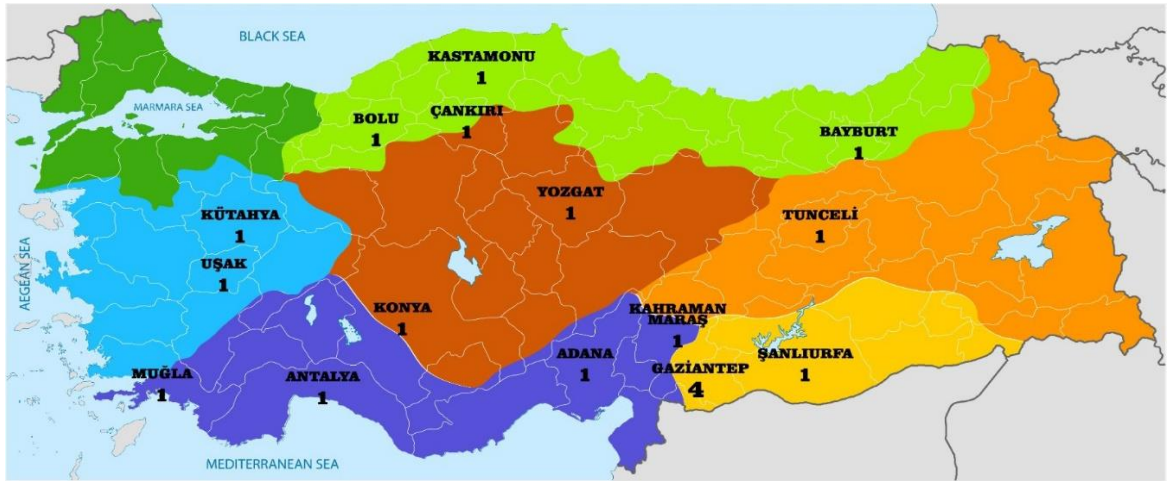 BLACK SEA
KASTAMONU
1
MARMARA SEA
BOLU
1
ÇANKIRI
1
BAYBURT
1
YOZGAT
1
KÜTAHYA
1
TUNCELİ
1
AEGEAN SEA
UŞAK
1
KONYA
1
KAHRAMAN
MARAŞ
1
MUĞLA
1
ANTALYA
1
ADANA
1
GAZİANTEP
4
ŞANLIURFA
1
MEDITERRANEAN SEA